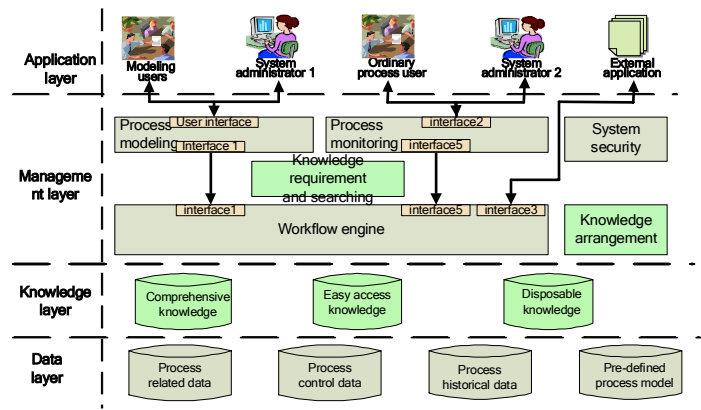 Application
layer
Modeling
users
System
administrator 1
Ordinary
process user
System
administrator 2
External
application
Manageme
nt layer
Process
modeling
User interface
Interface 1
Process
monitoring
interface2
interface5
System
security
Knowledge
requirement
and searching
interface1
interface5
interface3
Workflow engine
Knowledge
arrangement
Knowledge
layer
Comprehensive
knowledge
Easy access
knowledge
Disposable
knowledge
Data
layer
Process
related data
Process
control data
Process
historical data
Pre-defined
process model